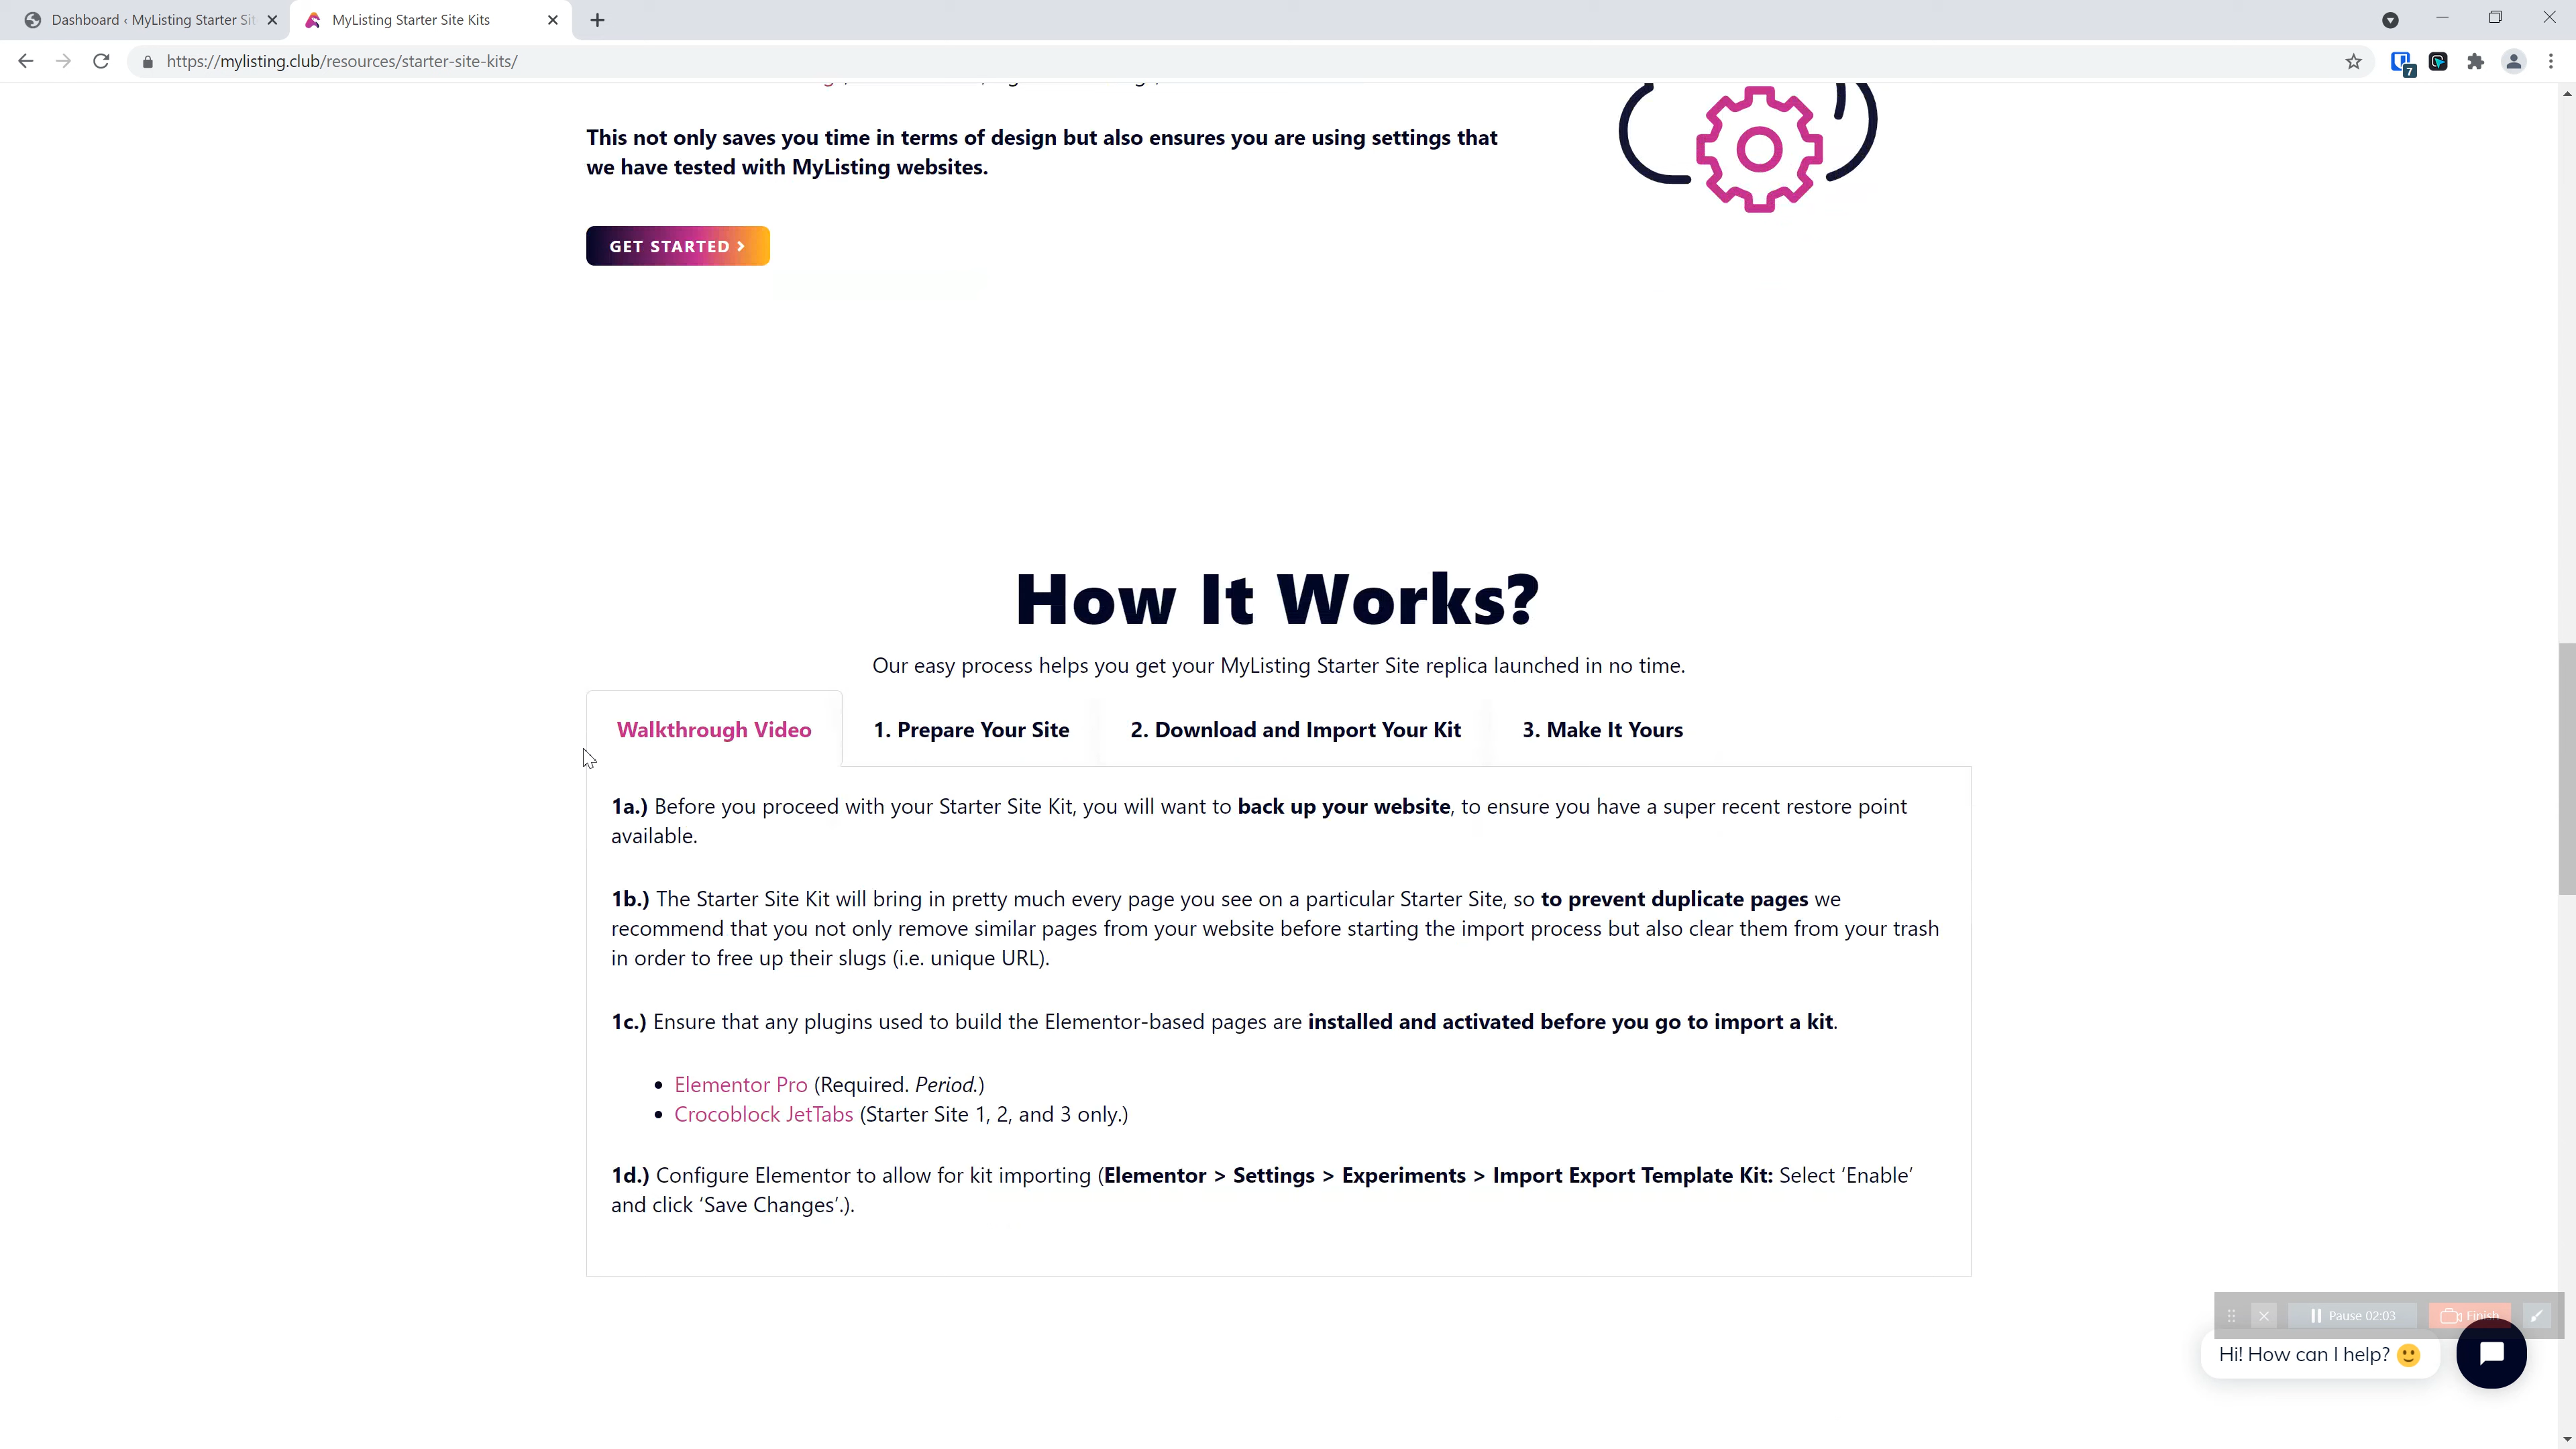 Dashboard ‹ MyListing Starter Sit
MyListing Starter Site Kits
https://mylisting.club/resources/starter-site-kits/
7
This not only saves you time in terms of design but also ensures you are using settings that
we have tested with MyListing websites.
GET STARTED >
How It Works?
Our easy process helps you get your MyListing Starter Site replica launched in no time.
Walkthrough Video
1. Prepare Your Site
2. Download and Import Your Kit
3. Make It Yours
1a.) Before you proceed with your Starter Site Kit, you will want to back up your website, to ensure you have a super recent restore point
available.
1b.) The Starter Site Kit will bring in pretty much every page you see on a particular Starter Site, so to prevent duplicate pages we
recommend that you not only remove similar pages from your website before starting the import process but also clear them from your trash
in order to free up their slugs (i.e. unique URL).
1c.) Ensure that any plugins used to build the Elementor-based pages are installed and activated before you go to import a kit.
• Elementor Pro (Required. Period.)
• Crocoblock JetTabs (Starter Site 1, 2, and 3 only.)
1d.) Configure Elementor to allow for kit importing (Elementor > Settings > Experiments > Import Export Template Kit: Select ‘Enable’
and click ‘Save Changes’.).
Pause 02:03
Finish
Hi! How can I help? 🙂